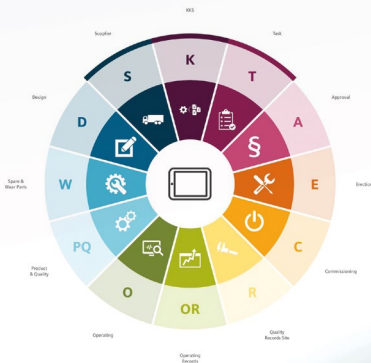 KKS
Supplier
Task
S
K
T
Design
Approval
D
A
§
Spare &
Wear Parts
W
E
Erection
PQ
C
Product
& Quality
Commissioning
O
OR
R
Operating
Quality
Records Site
Operating
Records